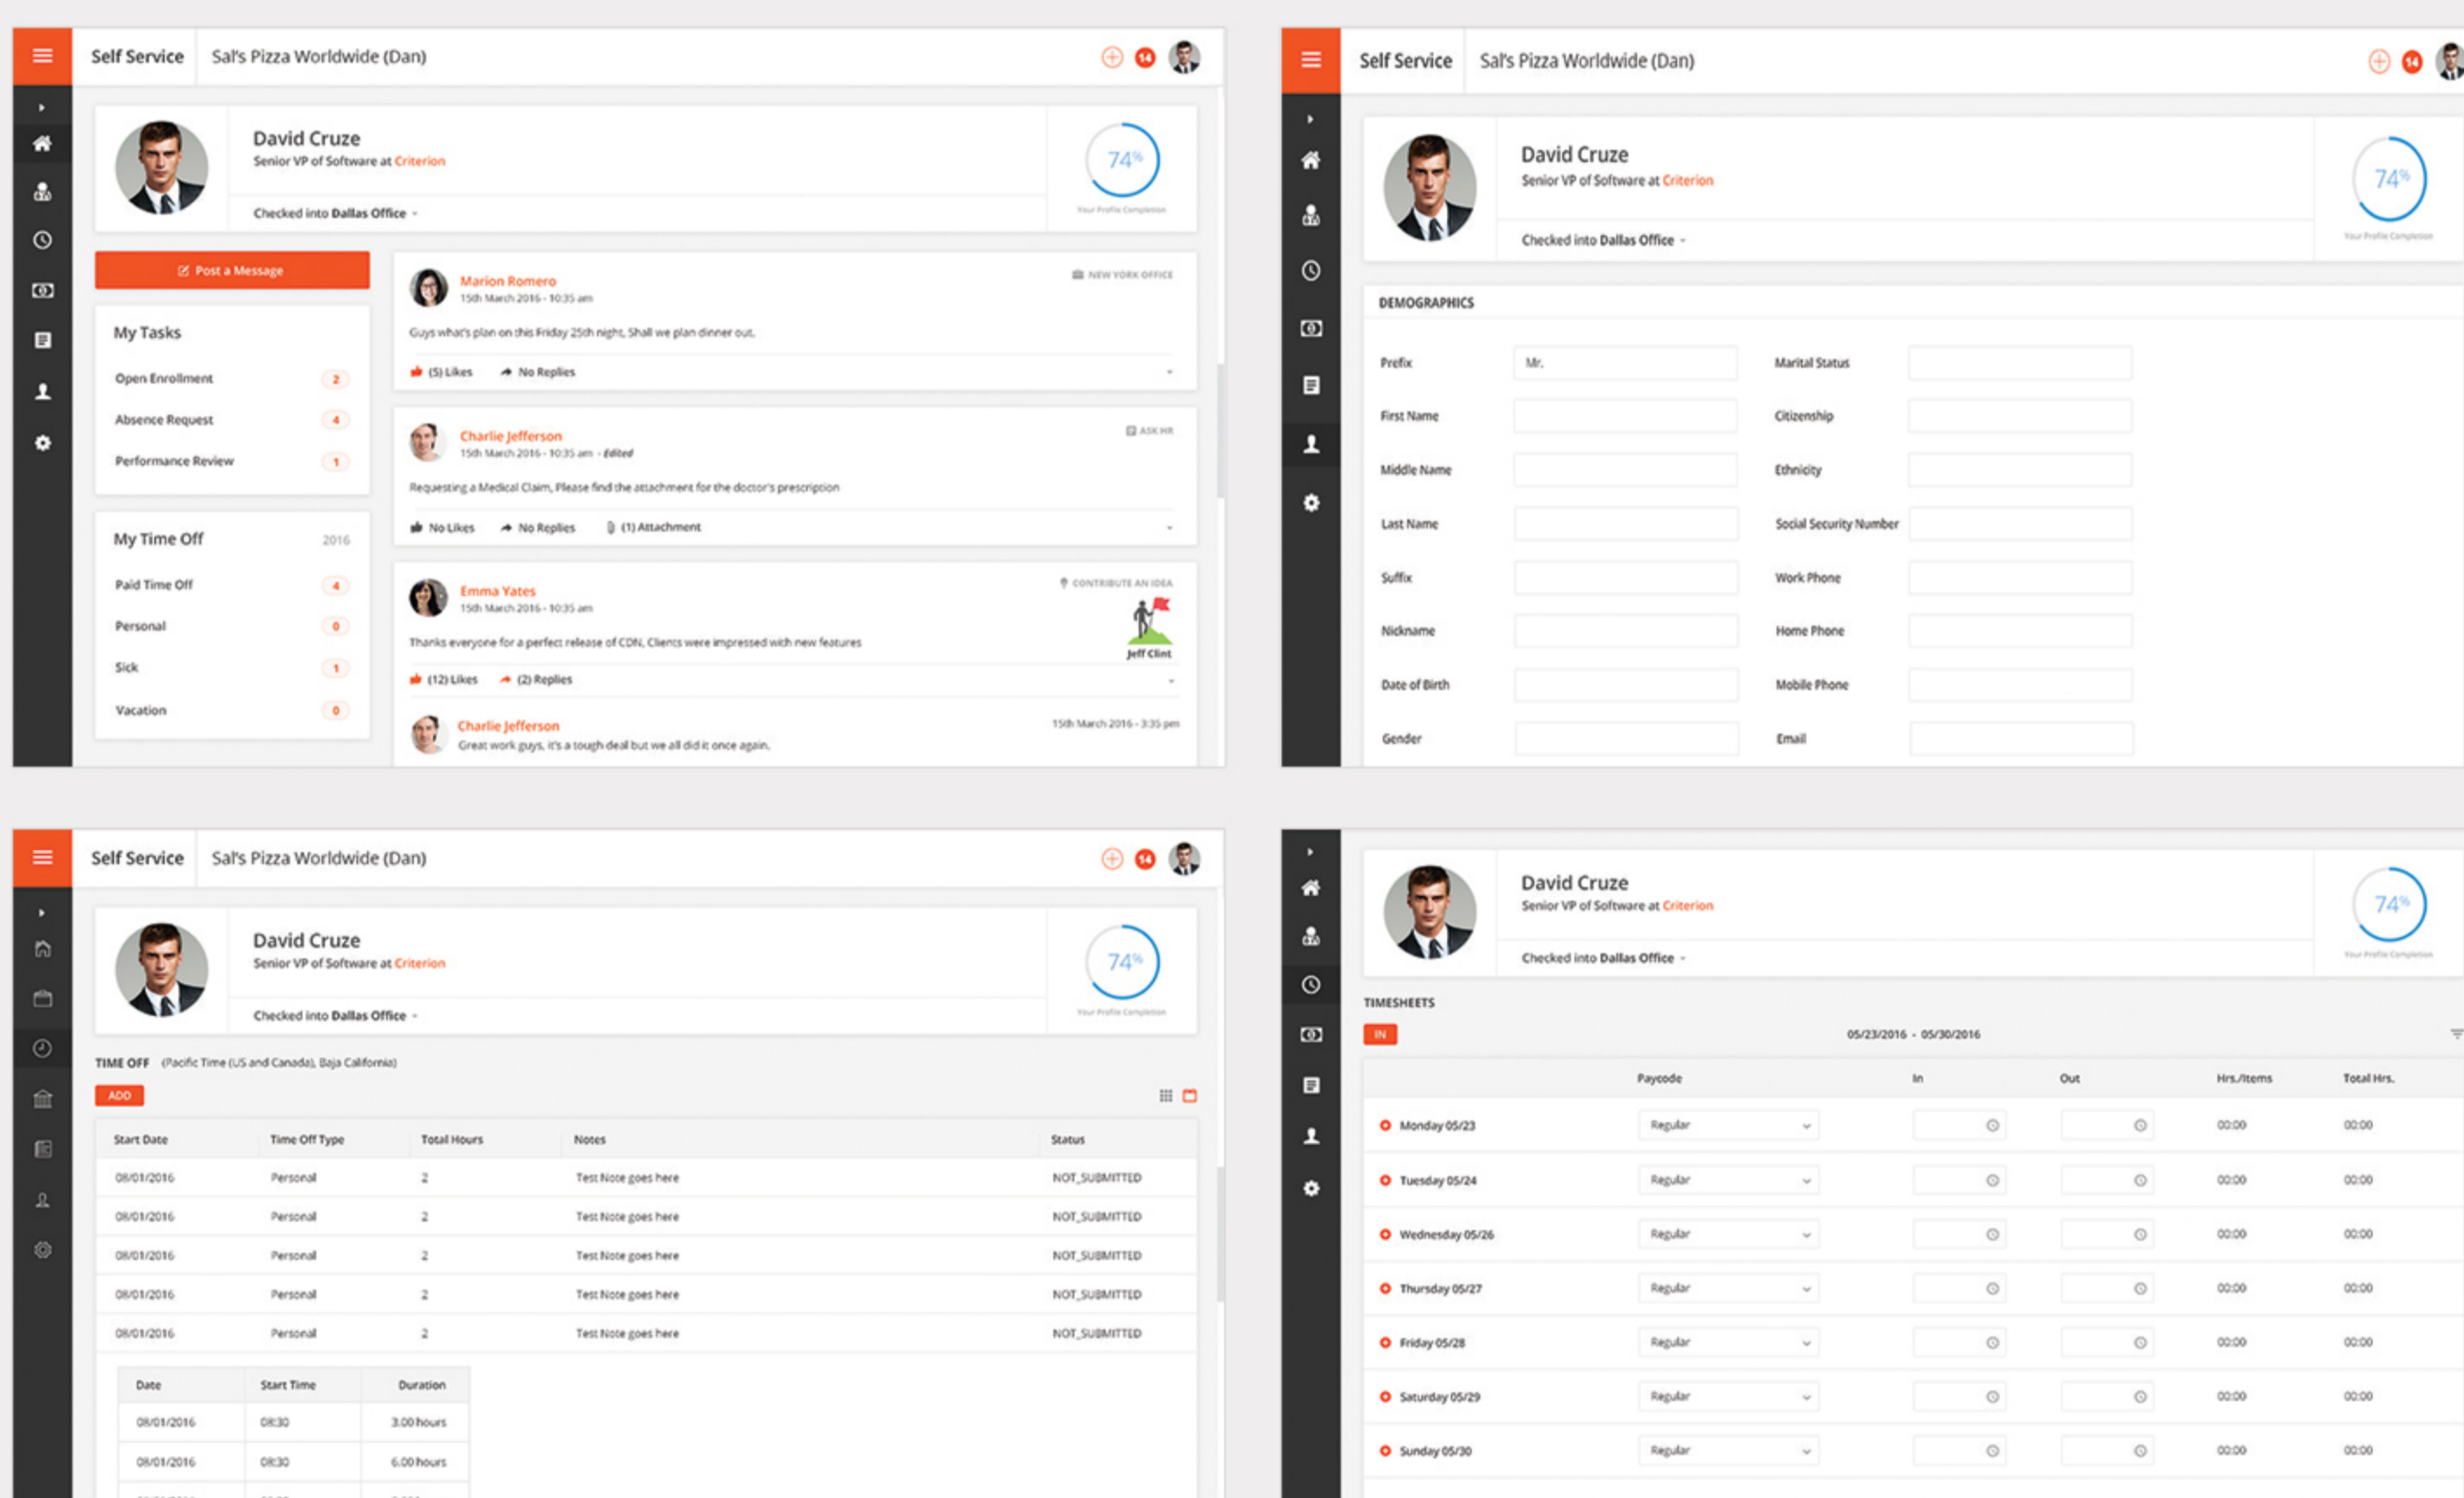 Self Service Sal's Pizza Worldwide (Dan) 14
David Cruze
Senior VP of Software at Criterion
74%
Checked into Dallas Office
Your Profile Completion
Post a Message
My Tasks
Open Enrollment 2
Absence Request 4
Performance Review 1
My Time Off 2016
Paid Time Off 4
Personal 0
Sick 1
Vacation 0
Marion Romero NEW YORK OFFICE
15th March 2016 - 10:35 am
Guys what's plan on this Friday 25th night, Shall we plan dinner out.
(5) Likes No Replies
Charlie Jefferson ASK HR
15th March 2016 - 10:35 am - Edited
Requesting a Medical Claim, Please find the attachment for the doctor's prescription
No Likes No Replies (1) Attachment
Emma Yates CONTRIBUTE AN IDEA
15th March 2016 - 10:35 am
Thanks everyone for a perfect release of CDN, Clients were impressed with new features
Jeff Clint
(12) Likes (2) Replies
Charlie Jefferson 15th March 2016 - 3:35 pm
Great work guys, it's a tough deal but we all did it once again.
Self Service Sal's Pizza Worldwide (Dan) 14
David Cruze
Senior VP of Software at Criterion
74%
Checked into Dallas Office
Your Profile Completion
DEMOGRAPHICS
Prefix Mr. Marital Status
First Name Citizenship
Middle Name Ethnicity
Last Name Social Security Number
Suffix Work Phone
Nickname Home Phone
Date of Birth Mobile Phone
Gender Email
Self Service Sal's Pizza Worldwide (Dan) 14
David Cruze
Senior VP of Software at Criterion
74%
Checked into Dallas Office
Your Profile Completion
TIME OFF (Pacific Time (US and Canada), Baja California)
ADD
Start Date Time Off Type Total Hours Notes Status
08/01/2016 Personal 2 Test Note goes here NOT_SUBMITTED
08/01/2016 Personal 2 Test Note goes here NOT_SUBMITTED
08/01/2016 Personal 2 Test Note goes here NOT_SUBMITTED
08/01/2016 Personal 2 Test Note goes here NOT_SUBMITTED
08/01/2016 Personal 2 Test Note goes here NOT_SUBMITTED
Date Start Time Duration
08/01/2016 08:30 3.00 hours
08/01/2016 08:30 6.00 hours
David Cruze
Senior VP of Software at Criterion
74%
Checked into Dallas Office
Your Profile Completion
TIMESHEETS
IN 05/23/2016 - 05/30/2016
Paycode In Out Hrs./Items Total Hrs.
Monday 05/23 Regular 00:00 00:00
Tuesday 05/24 Regular 00:00 00:00
Wednesday 05/26 Regular 00:00 00:00
Thursday 05/27 Regular 00:00 00:00
Friday 05/28 Regular 00:00 00:00
Saturday 05/29 Regular 00:00 00:00
Sunday 05/30 Regular 00:00 00:00